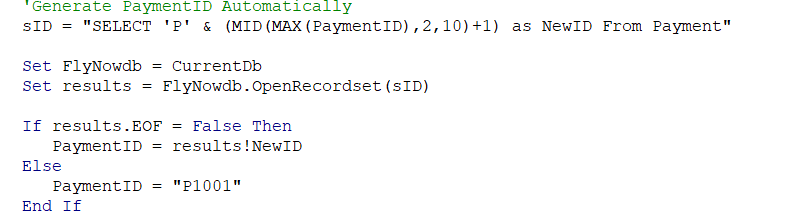 'Generate PaymentID Automatically
sID = "SELECT 'P' & (MID(MAX(PaymentID),2,10)+1) as NewID From Payment"
Set FlyNowdb = CurrentDb
Set results = FlyNowdb.OpenRecordset(sID)
If results.EOF = False Then
PaymentID = results!NewID
Else
PaymentID = "P1001"
End If